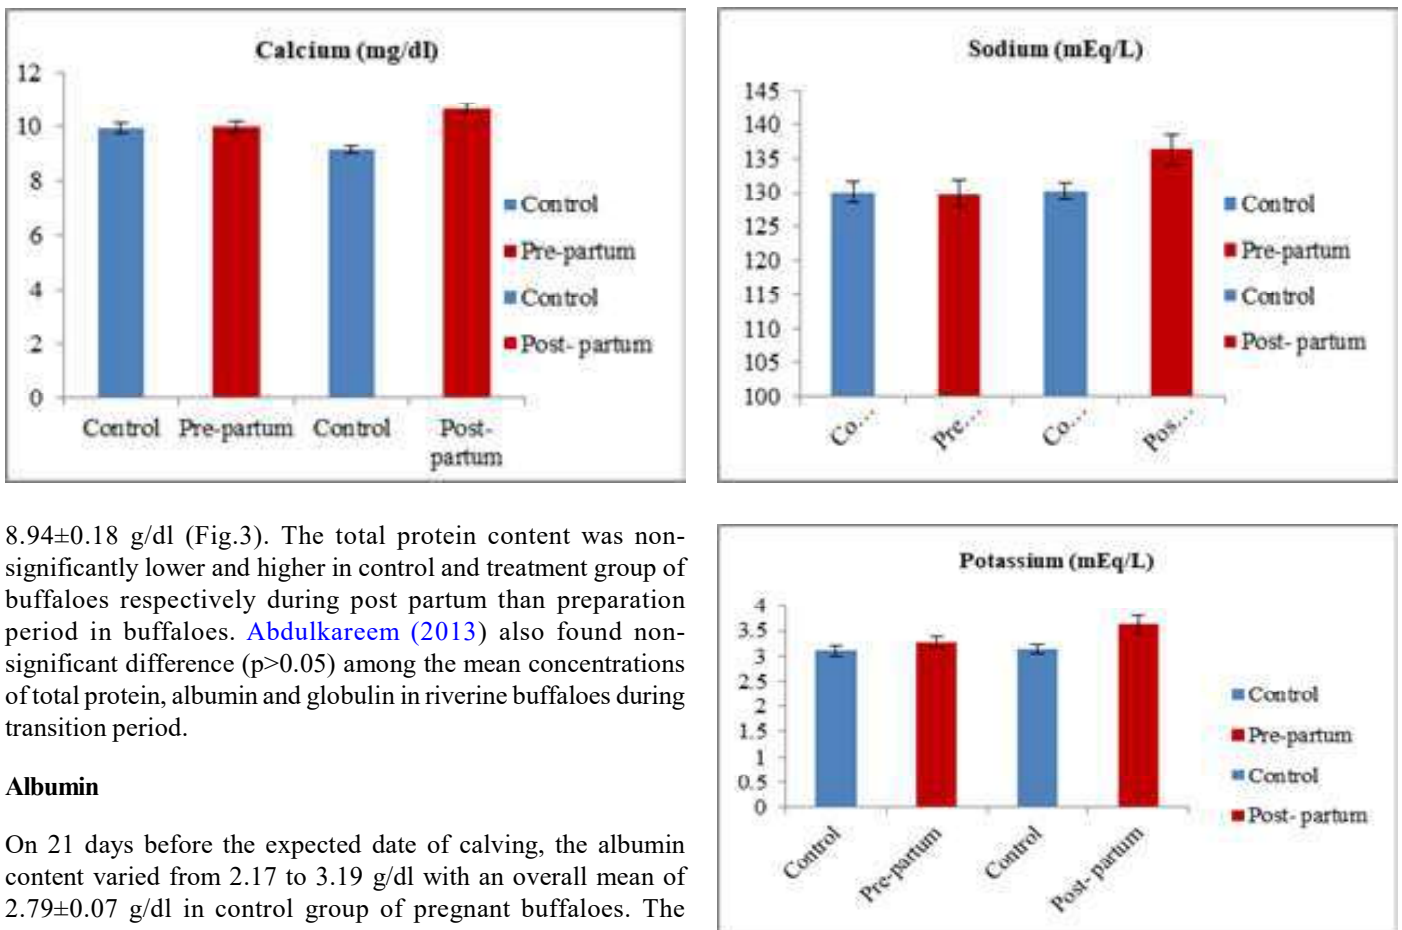 Calcium (mg/dl)
12
10
8
6
4
2
0
Control
Pre-partum
Control
Post-
partum
Control
Pre-partum
Control
Post- partum
8.94±0.18 g/dl (Fig.3). The total protein content was non-
significantly lower and higher in control and treatment group of
buffaloes respectively during post partum than preparation
period in buffaloes. Abdulkareem (2013) also found non-
significant difference (p>0.05) among the mean concentrations
of total protein, albumin and globulin in riverine buffaloes during
transition period.
Albumin
On 21 days before the expected date of calving, the albumin
content varied from 2.17 to 3.19 g/dl with an overall mean of
2.79±0.07 g/dl in control group of pregnant buffaloes. The
Sodium (mEq/L)
145
140
135
130
125
120
115
110
105
100
Co...
Pre...
Co...
Pos...
Control
Pre-partum
Control
Post- partum
Potassium (mEq/L)
4
3.5
3
2.5
2
1.5
1
0.5
0
Control
Pre-partum
Control
Post- partum
Control
Pre-partum
Control
Post- partum